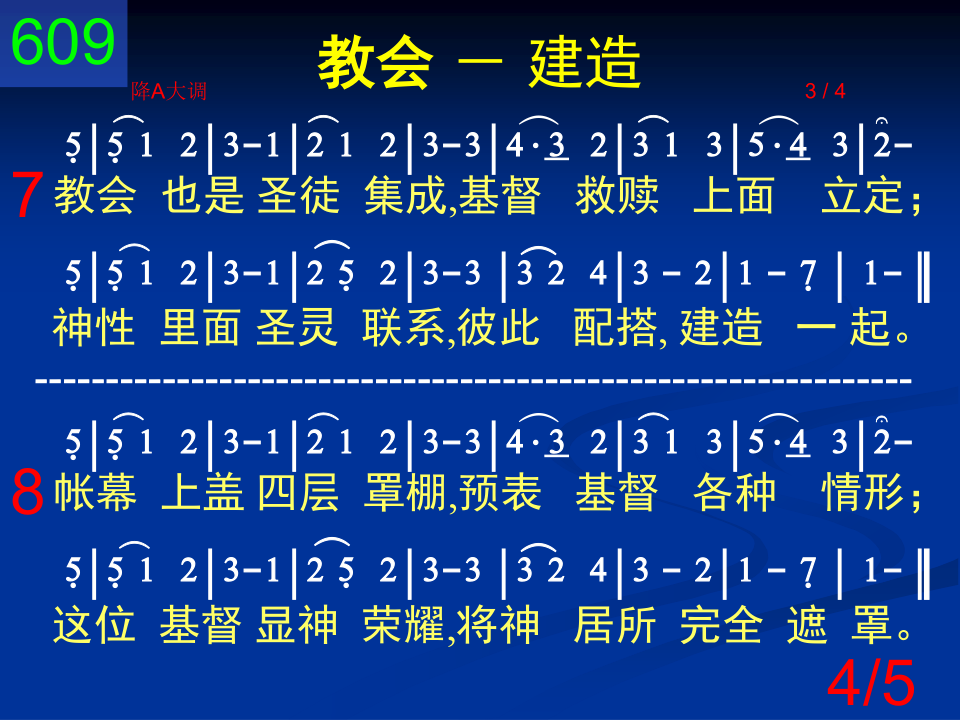 609
教会 － 建造
降A大调 3 / 4
5|5 1 2|3-1|2 1 2|3-3|4·3 2|3 1 3|5·4 3|2-
7 教会 也是 圣徒 集成,基督 救赎 上面 立定；
5|5 1 2|3-1|2 5 2|3-3|3 2 4|3 - 2|1 - 7| 1-‖
神性 里面 圣灵 联系,彼此 配搭, 建造 一 起。
--------------------------------------------------------------
5|5 1 2|3-1|2 1 2|3-3|4·3 2|3 1 3|5·4 3|2-
8 帐幕 上盖 四层 罩棚,预表 基督 各种 情形；
5|5 1 2|3-1|2 5 2|3-3|3 2 4|3 - 2|1 - 7| 1-‖
这位 基督 显神 荣耀,将神 居所 完全 遮 罩。
4/5